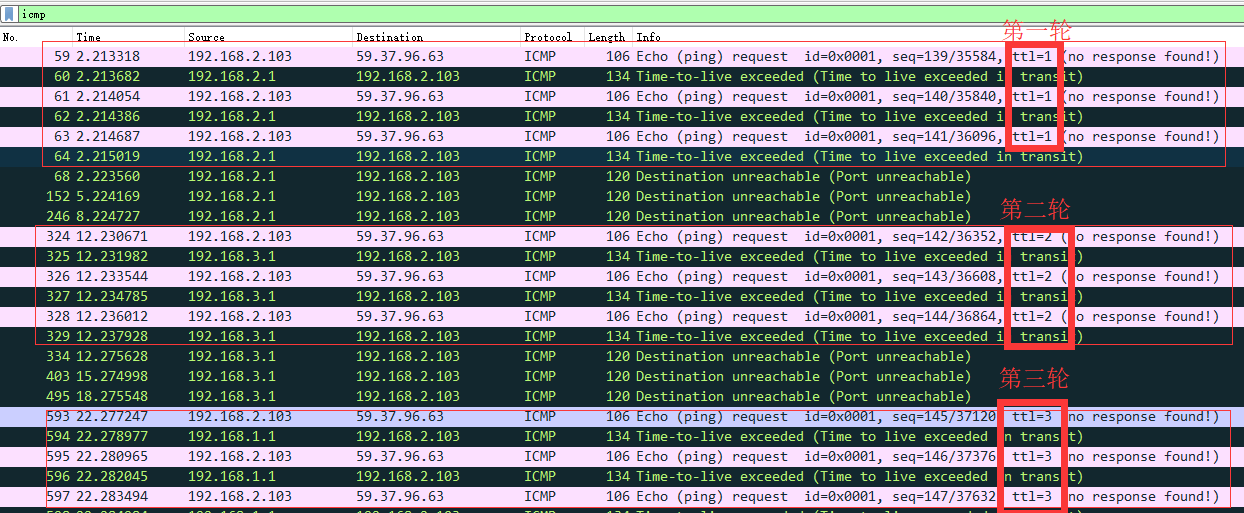 icmp
No. Time Source Destination Protocol Length Info
第一轮
59 2.213318 192.168.2.103 59.37.96.63 ICMP 106 Echo (ping) request id=0x0001, seq=139/35584, ttl=1 (no response found!)
60 2.213682 192.168.2.1 192.168.2.103 ICMP 134 Time-to-live exceeded (Time to live exceeded in transit)
61 2.214054 192.168.2.103 59.37.96.63 ICMP 106 Echo (ping) request id=0x0001, seq=140/35840, ttl=1 (no response found!)
62 2.214386 192.168.2.1 192.168.2.103 ICMP 134 Time-to-live exceeded (Time to live exceeded in transit)
63 2.214687 192.168.2.103 59.37.96.63 ICMP 106 Echo (ping) request id=0x0001, seq=141/36096, ttl=1 (no response found!)
64 2.215019 192.168.2.1 192.168.2.103 ICMP 134 Time-to-live exceeded (Time to live exceeded in transit)
68 2.223560 192.168.2.1 192.168.2.103 ICMP 120 Destination unreachable (Port unreachable)
152 5.224169 192.168.2.1 192.168.2.103 ICMP 120 Destination unreachable (Port unreachable)
246 8.224727 192.168.2.1 192.168.2.103 ICMP 120 Destination unreachable (Port unreachable)
第二轮
324 12.230671 192.168.2.103 59.37.96.63 ICMP 106 Echo (ping) request id=0x0001, seq=142/36352, ttl=2 (no response found!)
325 12.231982 192.168.3.1 192.168.2.103 ICMP 134 Time-to-live exceeded (Time to live exceeded in transit)
326 12.233544 192.168.2.103 59.37.96.63 ICMP 106 Echo (ping) request id=0x0001, seq=143/36608, ttl=2 (no response found!)
327 12.234785 192.168.3.1 192.168.2.103 ICMP 134 Time-to-live exceeded (Time to live exceeded in transit)
328 12.236012 192.168.2.103 59.37.96.63 ICMP 106 Echo (ping) request id=0x0001, seq=144/36864, ttl=2 (no response found!)
329 12.237928 192.168.3.1 192.168.2.103 ICMP 134 Time-to-live exceeded (Time to live exceeded in transit)
334 12.275628 192.168.3.1 192.168.2.103 ICMP 120 Destination unreachable (Port unreachable)
403 15.274998 192.168.3.1 192.168.2.103 ICMP 120 Destination unreachable (Port unreachable)
495 18.275548 192.168.3.1 192.168.2.103 ICMP 120 Destination unreachable (Port unreachable)
第三轮
593 22.277247 192.168.2.103 59.37.96.63 ICMP 106 Echo (ping) request id=0x0001, seq=145/37120, ttl=3 (no response found!)
594 22.278977 192.168.1.1 192.168.2.103 ICMP 134 Time-to-live exceeded (Time to live exceeded in transit)
595 22.280965 192.168.2.103 59.37.96.63 ICMP 106 Echo (ping) request id=0x0001, seq=146/37376, ttl=3 (no response found!)
596 22.282045 192.168.1.1 192.168.2.103 ICMP 134 Time-to-live exceeded (Time to live exceeded in transit)
597 22.283494 192.168.2.103 59.37.96.63 ICMP 106 Echo (ping) request id=0x0001, seq=147/37632, ttl=3 (no response found!)